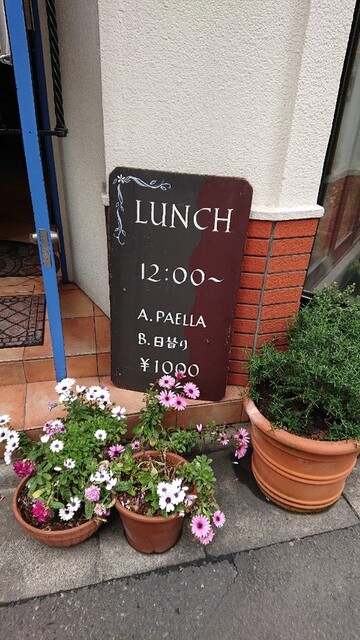 LUNCH
12:00~
A. PAELLA
B. 日替り
¥1000